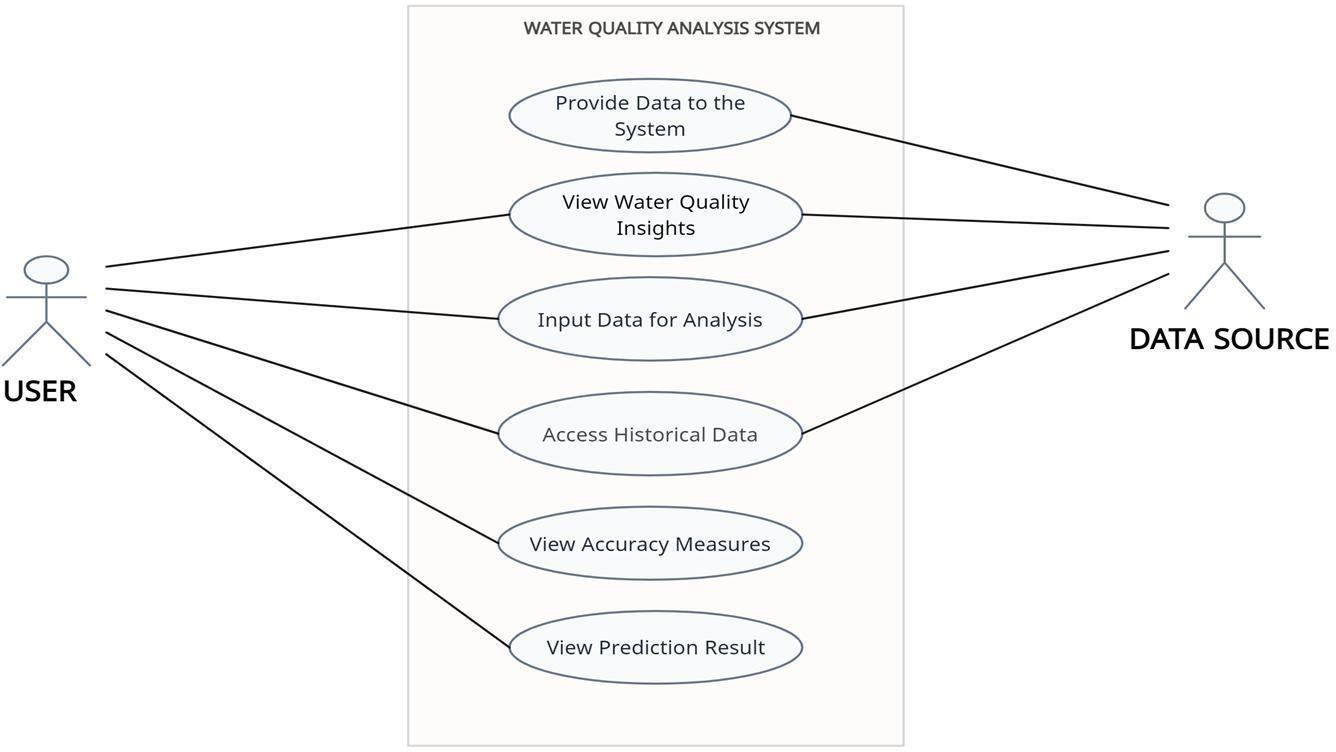 WATER QUALITY ANALYSIS SYSTEM
Provide Data to the
System
View Water Quality
Insights
Input Data for Analysis
Access Historical Data
View Accuracy Measures
View Prediction Result
USER
DATA SOURCE